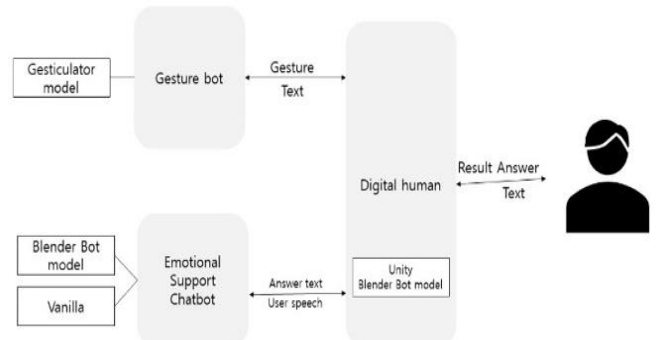 Gesticulator
model
Gesture bot
Gesture
Text
Digital human
Result Answer
Text
Blender Bot
model
Vanilla
Emotional
Support
Chatbot
Answer text
User speech
Unity
Blender Bot model